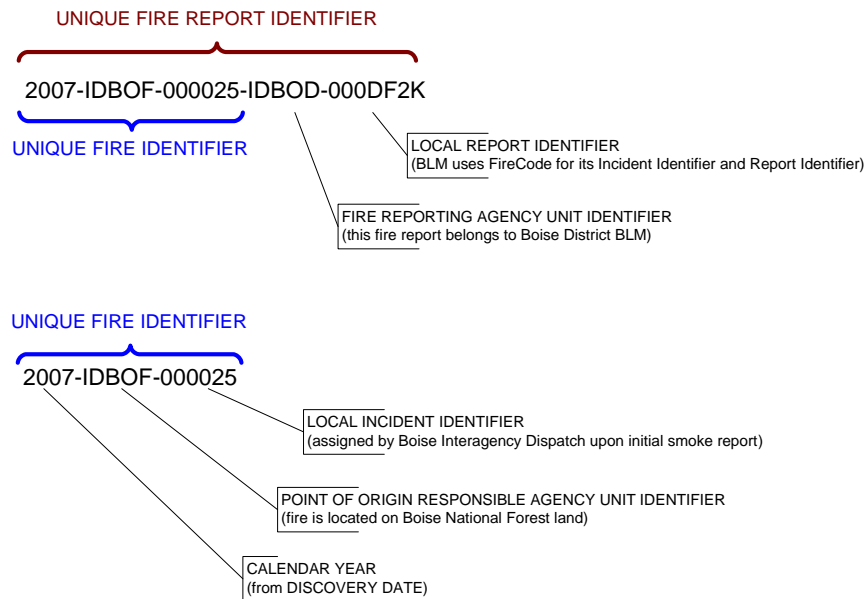 UNIQUE FIRE REPORT IDENTIFIER
2007-IDBOF-000025-IDBOD-000DF2K
UNIQUE FIRE IDENTIFIER
LOCAL REPORT IDENTIFIER
(BLM uses FireCode for its Incident Identifier and Report Identifier)
FIRE REPORTING AGENCY UNIT IDENTIFIER
(this fire report belongs to Boise District BLM)
UNIQUE FIRE IDENTIFIER
2007-IDBOF-000025
LOCAL INCIDENT IDENTIFIER
(assigned by Boise Interagency Dispatch upon initial smoke report)
POINT OF ORIGIN RESPONSIBLE AGENCY UNIT IDENTIFIER
(fire is located on Boise National Forest land)
CALENDAR YEAR
(from DISCOVERY DATE)